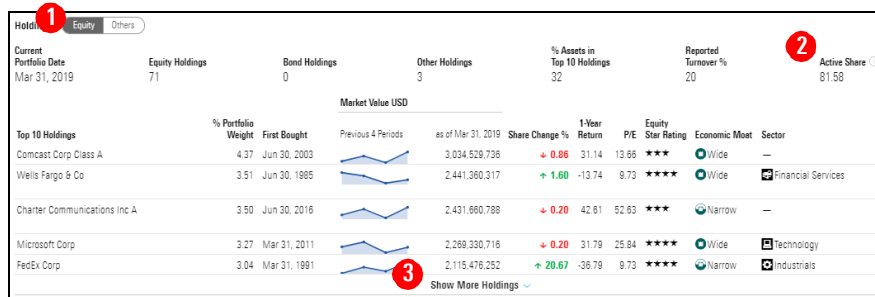 1
Holdin
Equity Others
2
Current Portfolio Date
Mar 31, 2019
Equity Holdings
71
Bond Holdings
0
Other Holdings
3
% Assets in Top 10 Holdings
32
Reported Turnover %
20
Active Share
81.58
Market Value USD
Top 10 Holdings % Portfolio Weight First Bought Previous 4 Periods as of Mar 31, 2019 Share Change % 1-Year Return P/E Equity Star Rating Economic Moat Sector
Comcast Corp Class A 4.37 Jun 30, 2003 3,034,529,736 ↓ 0.86 31.14 13.66 ★★★ Wide —
Wells Fargo & Co 3.51 Jun 30, 1985 2,441,360,317 ↑ 1.60 -13.74 9.73 ★★★★ Wide Financial Services
Charter Communications Inc A 3.50 Jun 30, 2016 2,431,660,788 ↓ 0.20 42.61 52.63 ★★★ Narrow —
Microsoft Corp 3.27 Mar 31, 2011 2,269,330,716 ↓ 0.20 31.79 25.84 ★★★★ Wide Technology
FedEx Corp 3.04 Mar 31, 1991 2,115,476,252 ↑ 20.67 -36.79 9.73 ★★★★ Narrow Industrials
3
Show More Holdings